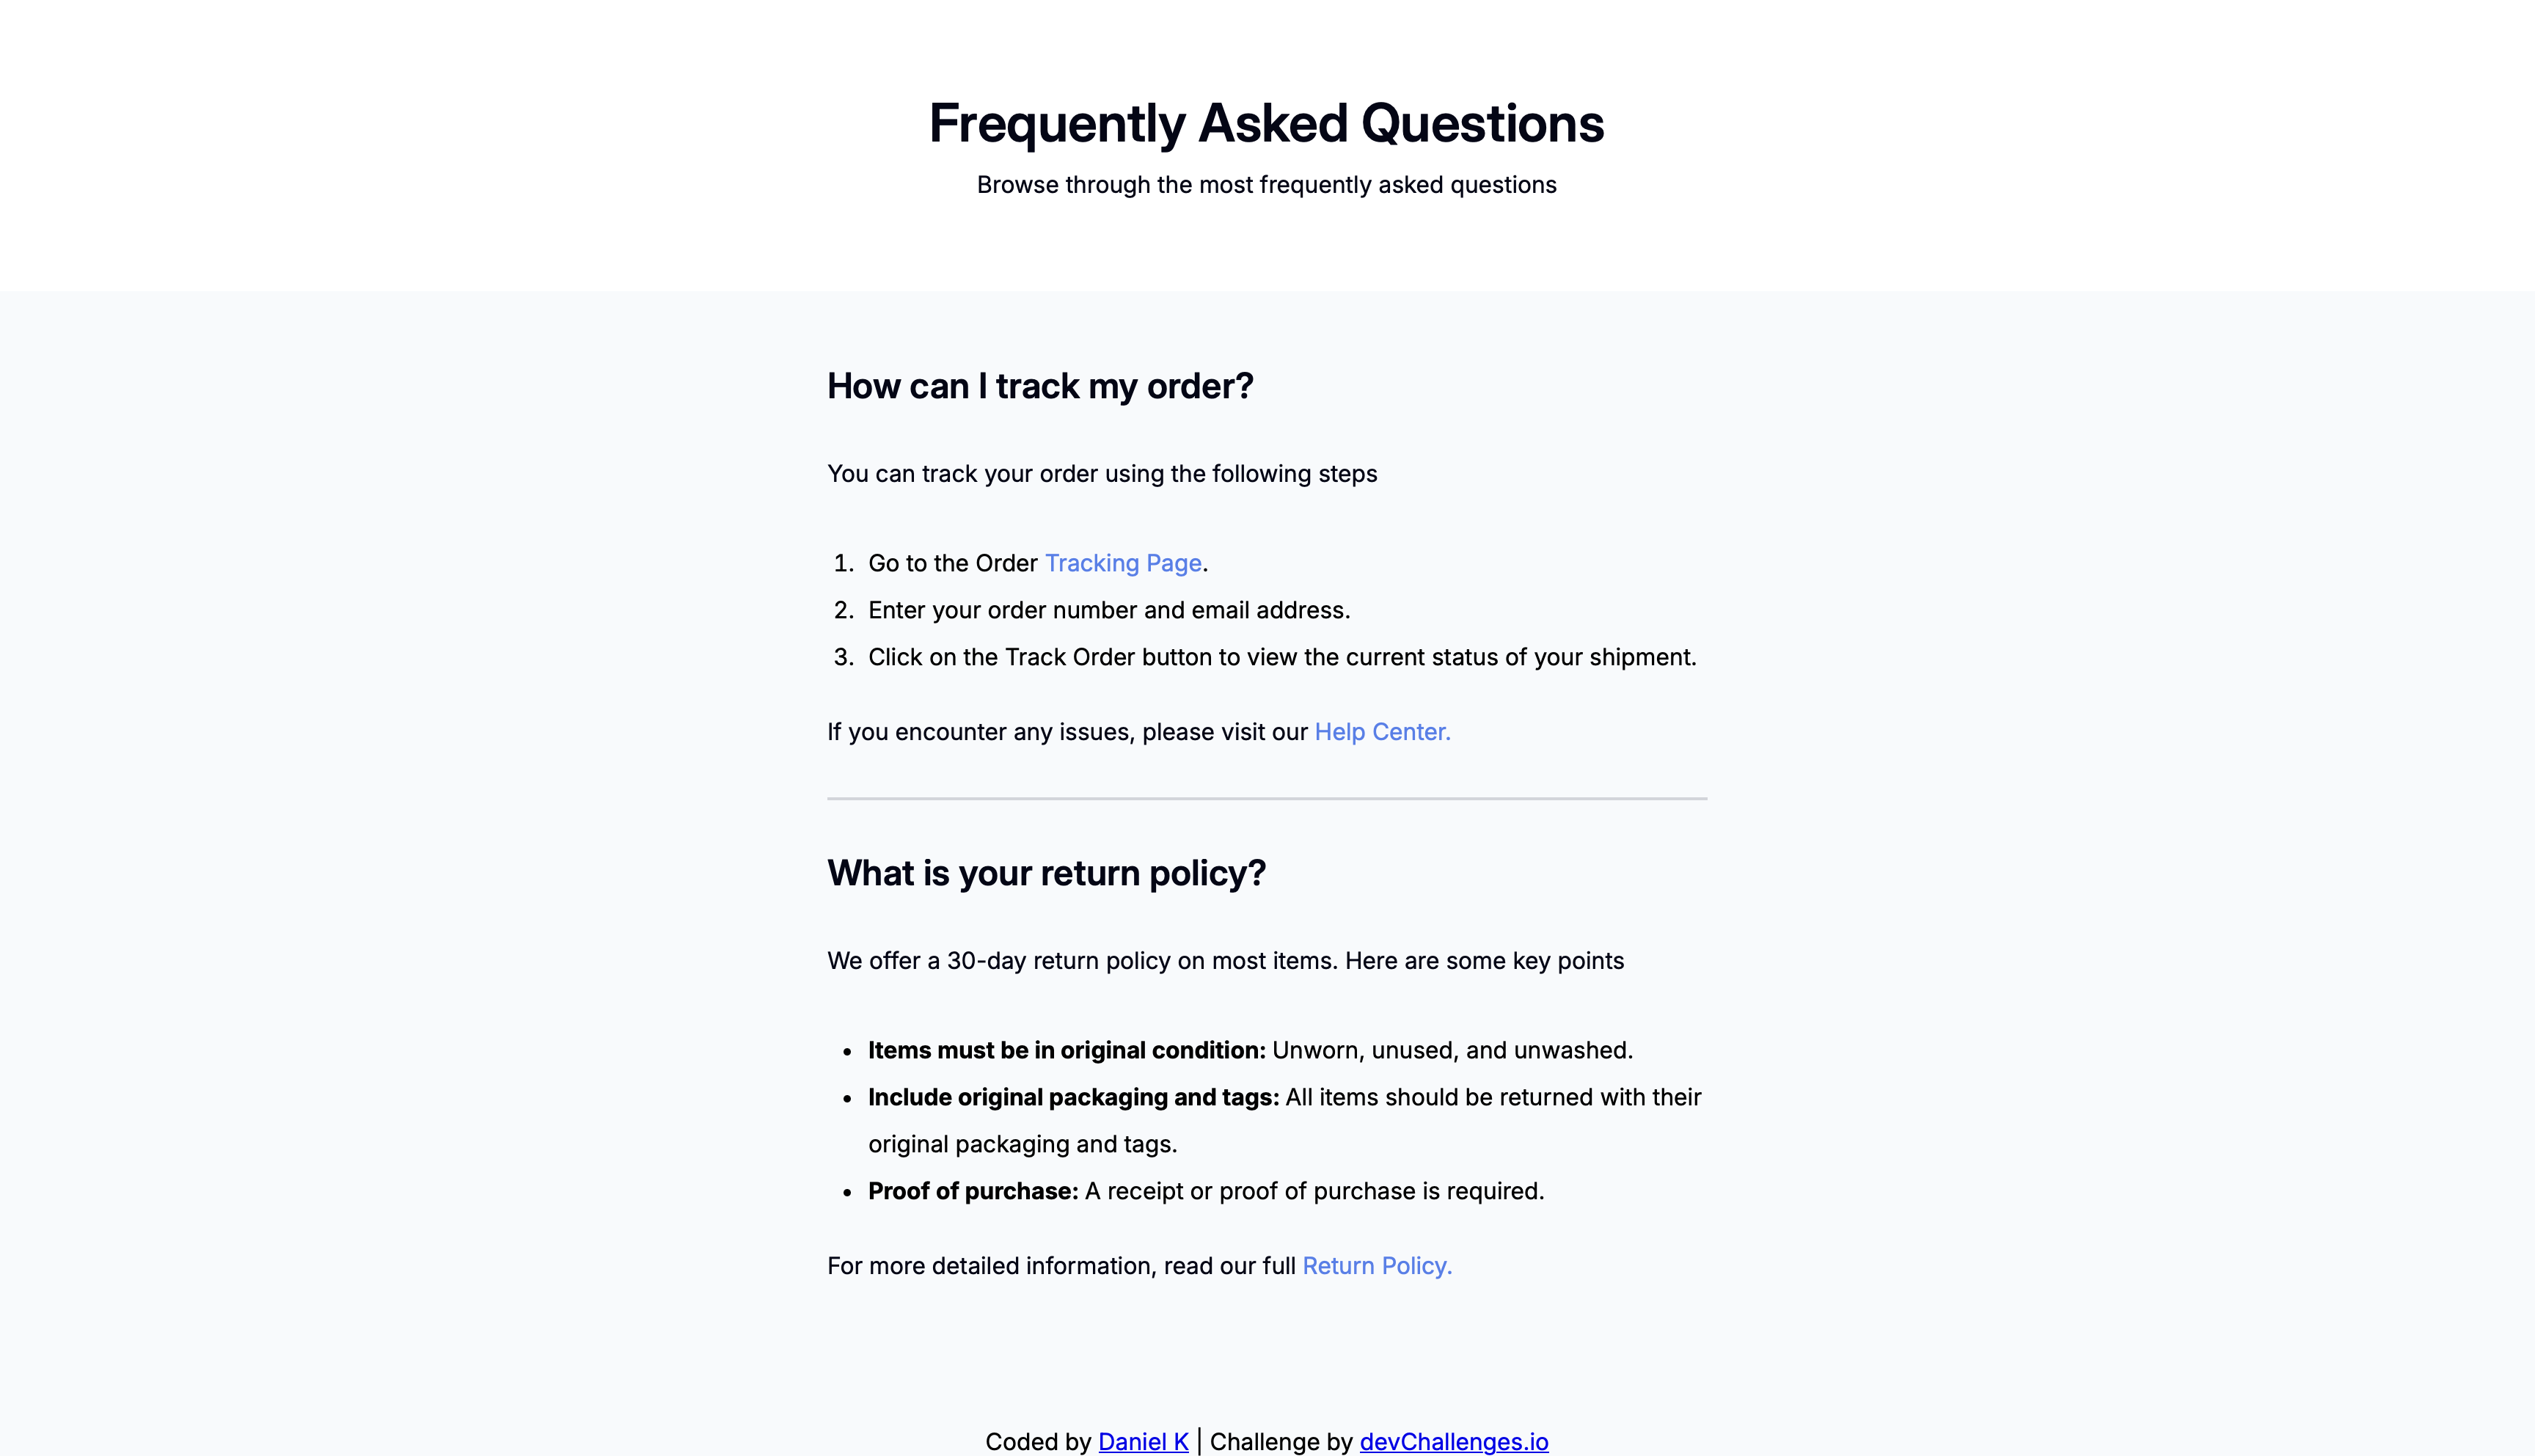 Frequently Asked Questions
Browse through the most frequently asked questions
How can I track my order?
You can track your order using the following steps
1. Go to the Order Tracking Page.
2. Enter your order number and email address.
3. Click on the Track Order button to view the current status of your shipment.
If you encounter any issues, please visit our Help Center.
What is your return policy?
We offer a 30-day return policy on most items. Here are some key points
• Items must be in original condition: Unworn, unused, and unwashed.
• Include original packaging and tags: All items should be returned with their
original packaging and tags.
• Proof of purchase: A receipt or proof of purchase is required.
For more detailed information, read our full Return Policy.
Coded by Daniel K | Challenge by devChallenges.io